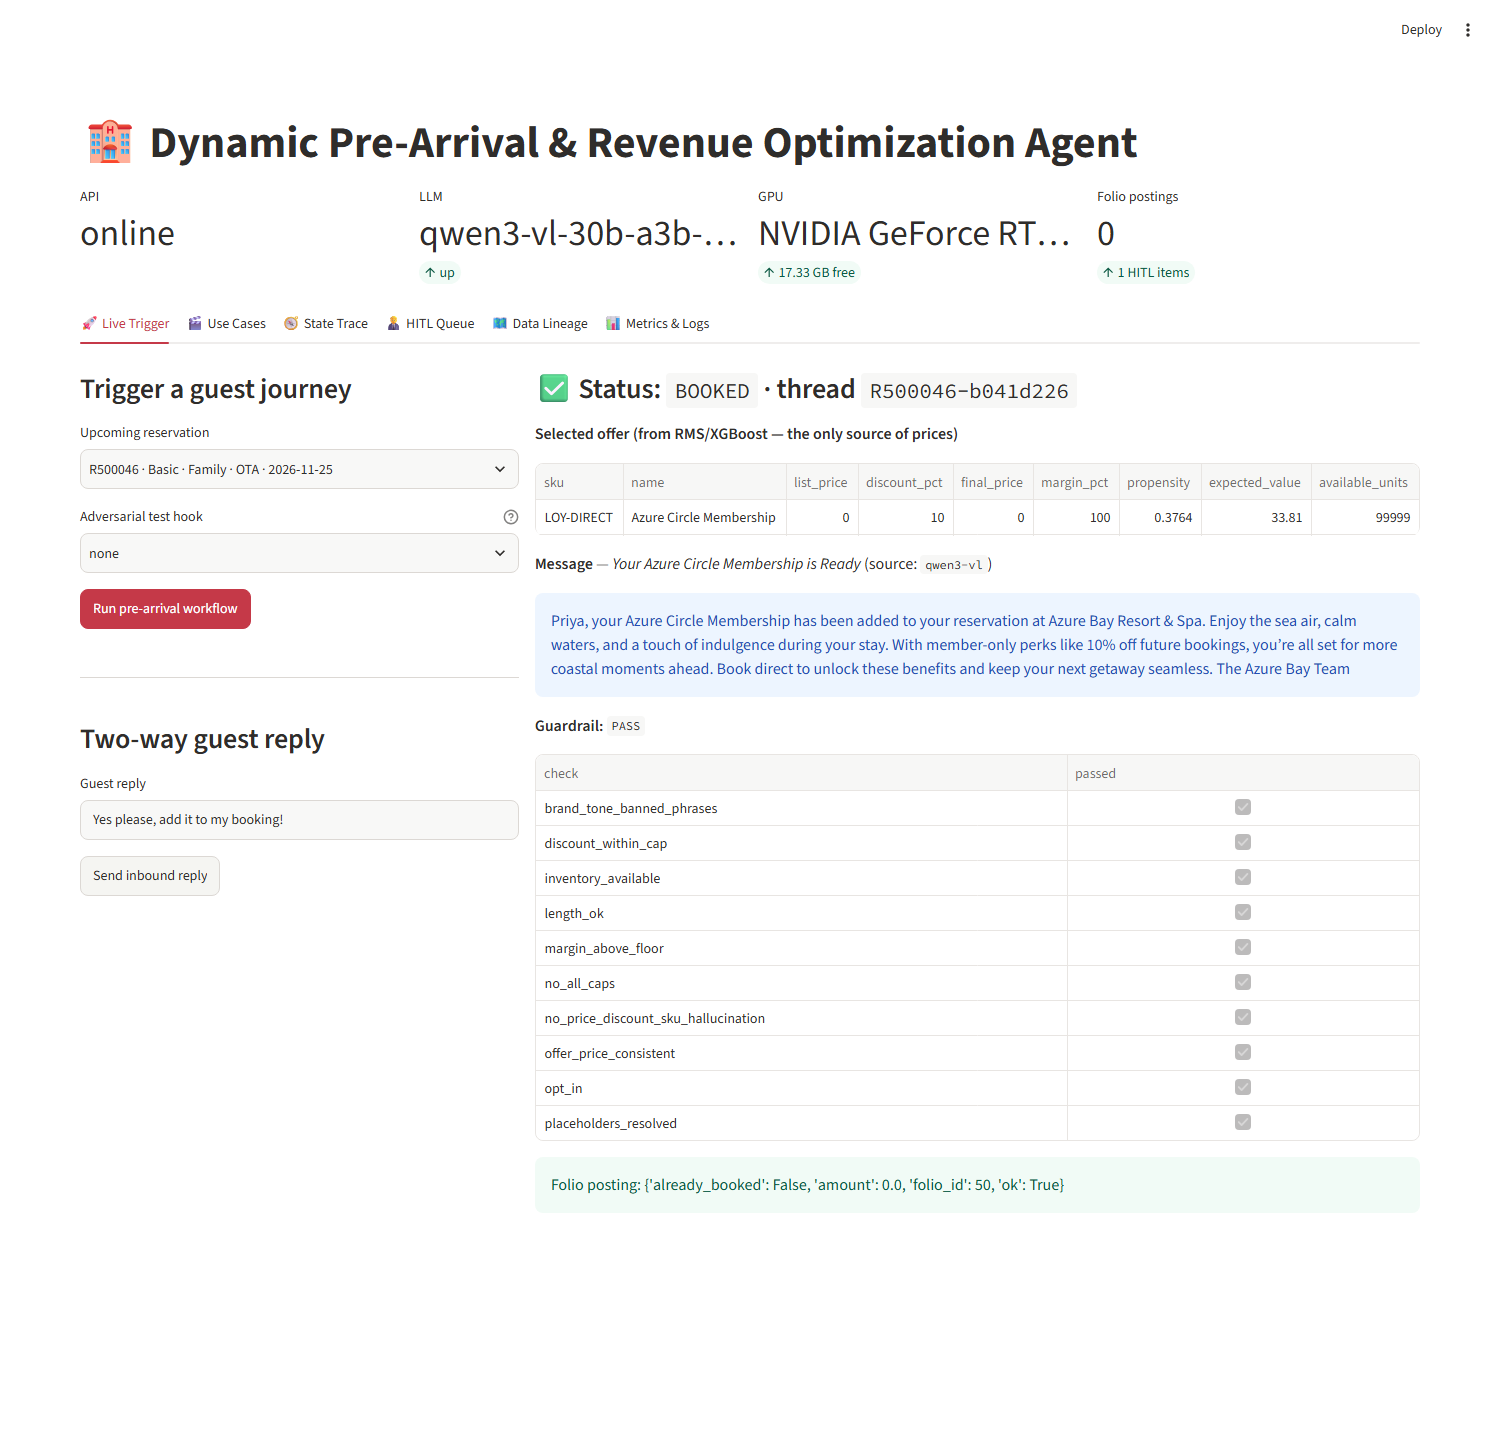 Deploy
Dynamic Pre-Arrival & Revenue Optimization Agent
API
LLM
GPU
Folio postings
online
qwen3-vl-30b-a3b-...
NVIDIA GeForce RT...
0
↑ up
↑ 17.33 GB free
↑ 1 HITL items
Live Trigger
Use Cases
State Trace
HITL Queue
Data Lineage
Metrics & Logs
Trigger a guest journey
Upcoming reservation
R500046 · Basic · Family · OTA · 2026-11-25
Adversarial test hook
none
Run pre-arrival workflow
Two-way guest reply
Guest reply
Yes please, add it to my booking!
Send inbound reply
Status: BOOKED · thread R500046-b041d226
Selected offer (from RMS/XGBoost — the only source of prices)
sku name list_price discount_pct final_price margin_pct propensity expected_value available_units
LOY-DIRECT Azure Circle Membership 0 10 0 100 0.3764 33.81 99999
Message — Your Azure Circle Membership is Ready (source: qwen3-vl )
Priya, your Azure Circle Membership has been added to your reservation at Azure Bay Resort & Spa. Enjoy the sea air, calm
waters, and a touch of indulgence during your stay. With member-only perks like 10% off future bookings, you're all set for more
coastal moments ahead. Book direct to unlock these benefits and keep your next getaway seamless. The Azure Bay Team
Guardrail: PASS
check passed
brand_tone_banned_phrases
discount_within_cap
inventory_available
length_ok
margin_above_floor
no_all_caps
no_price_discount_sku_hallucination
offer_price_consistent
opt_in
placeholders_resolved
Folio posting: {'already_booked': False, 'amount': 0.0, 'folio_id': 50, 'ok': True}